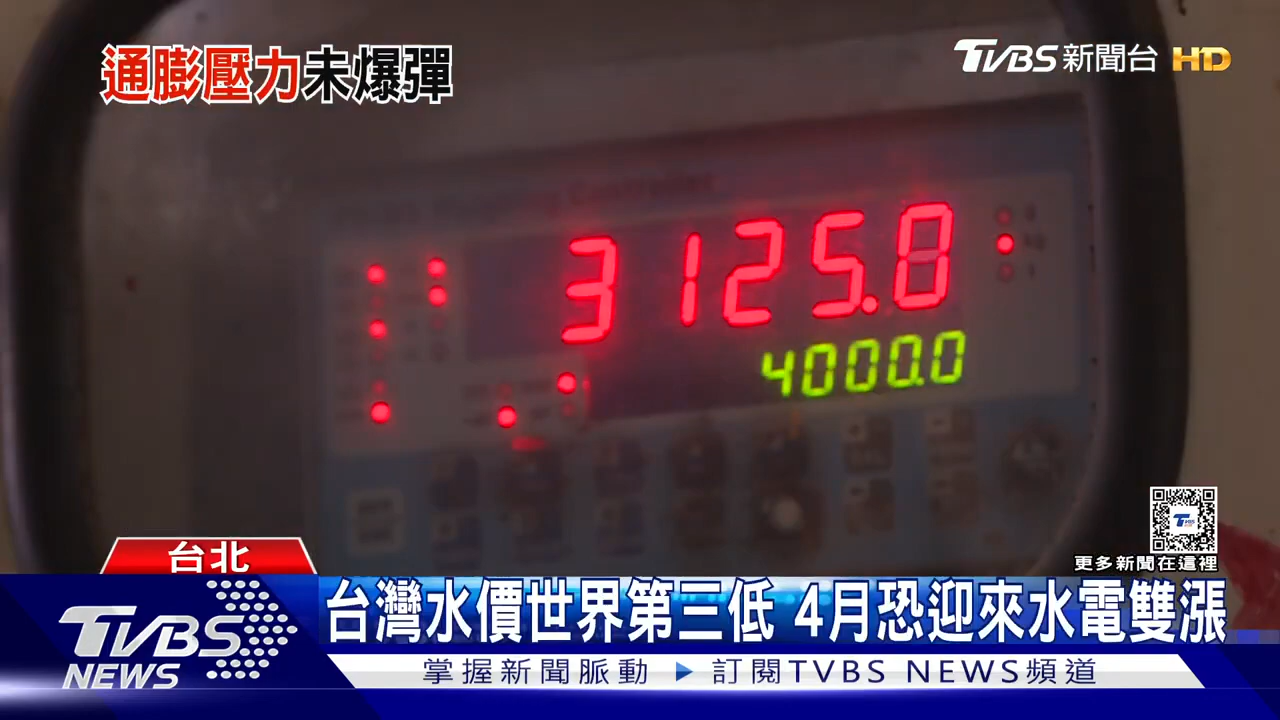 通膨壓力未爆彈
TVBS新聞台 HD
3125.0
4000.0
更多新聞在這裡
台北
台灣水價世界第三低 4月恐迎來水電雙漲
TVBS NEWS
掌握新聞脈動 ▶ 訂閱TVBS NEWS頻道